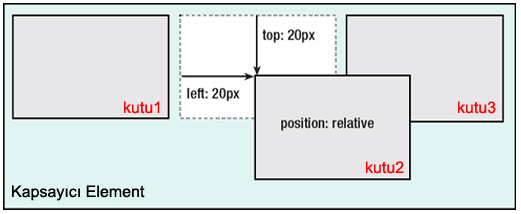 top: 20px
left: 20px
kutu1
kutu3
position: relative
kutu2
Kapsayıcı Element